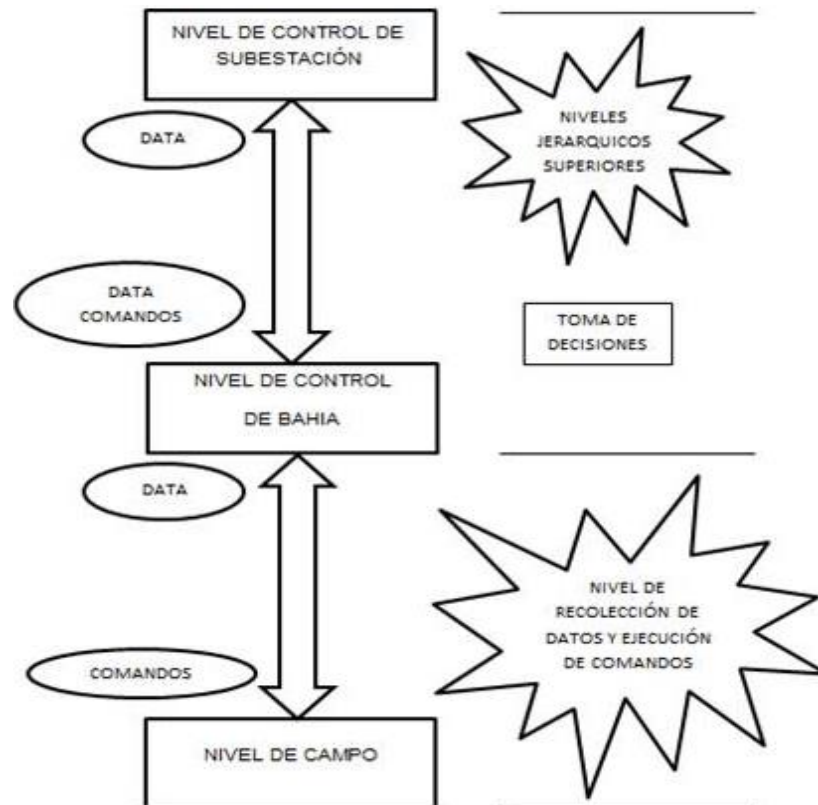 NIVEL DE CONTROL DE
SUBESTACIÓN
DATA
NIVELES
JERARQUICOS
SUPERIORES
DATA
COMANDOS
TOMA DE
DECISIONES
NIVEL DE CONTROL
DE BAHIA
DATA
NIVEL DE
RECOLECCIÓN DE
DATOS Y EJECUCIÓN
DE COMANDOS
COMANDOS
NIVEL DE CAMPO